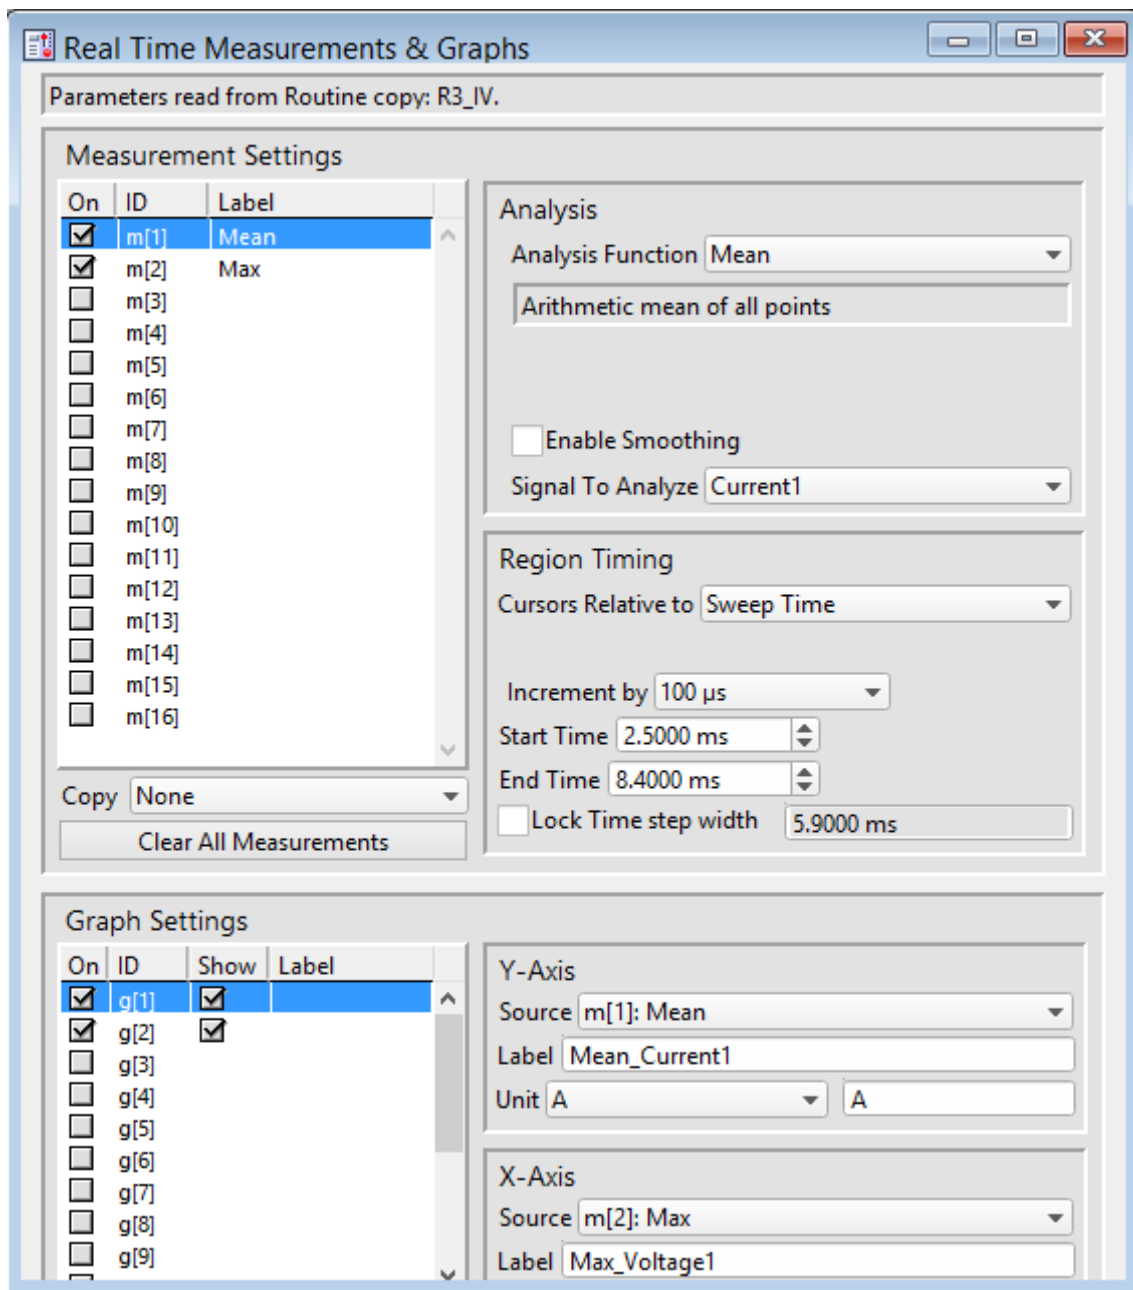 Real Time Measurements & Graphs
Parameters read from Routine copy: R3_IV.
Measurement Settings
On ID Label
m[1] Mean
m[2] Max
m[3]
m[4]
m[5]
m[6]
m[7]
m[8]
m[9]
m[10]
m[11]
m[12]
m[13]
m[14]
m[15]
m[16]
Copy None
Clear All Measurements
Analysis
Analysis Function Mean
Arithmetic mean of all points
Enable Smoothing
Signal To Analyze Current1
Region Timing
Cursors Relative to Sweep Time
Increment by 100 µs
Start Time 2.5000 ms
End Time 8.4000 ms
Lock Time step width 5.9000 ms
Graph Settings
On ID Show Label
g[1]
g[2]
g[3]
g[4]
g[5]
g[6]
g[7]
g[8]
g[9]
Y-Axis
Source m[1]: Mean
Label Mean_Current1
Unit A A
X-Axis
Source m[2]: Max
Label Max_Voltage1